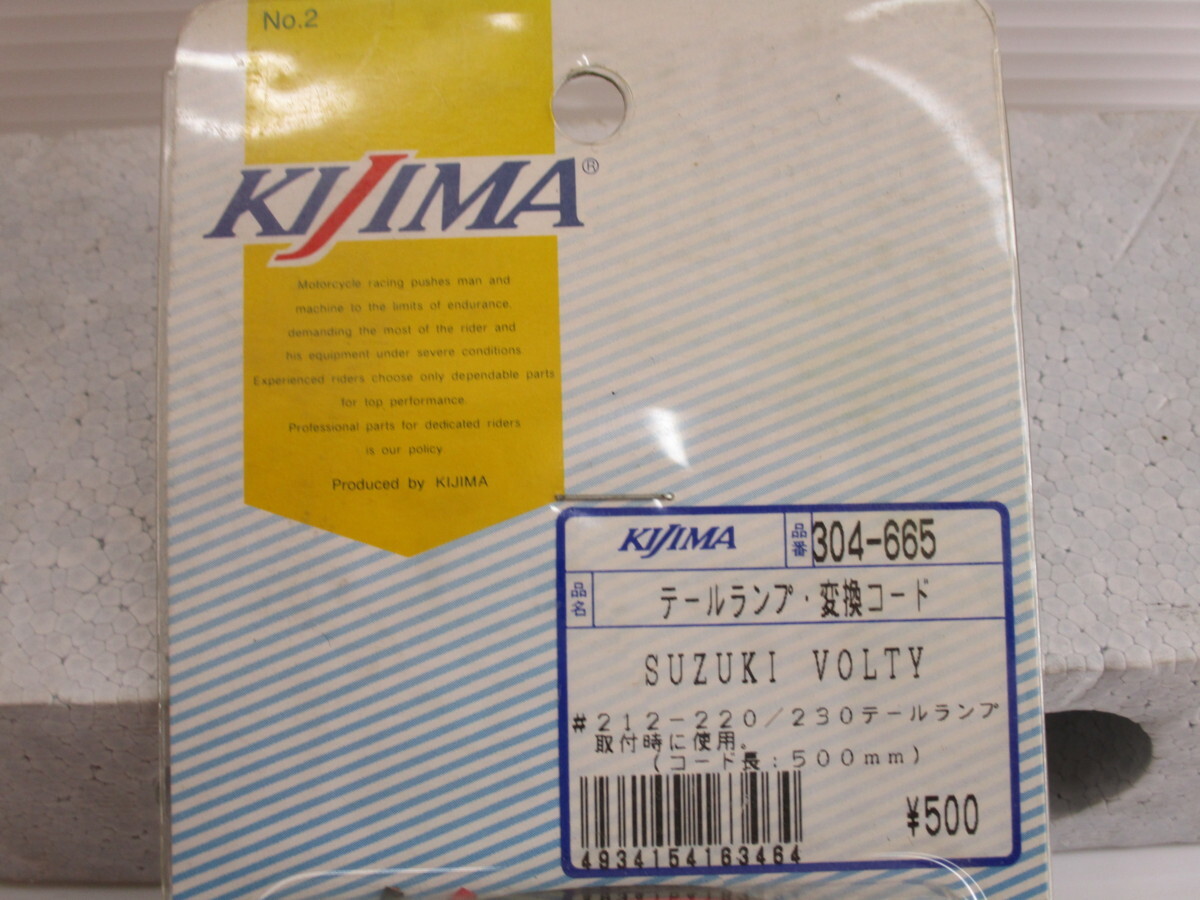 No.2
KIJIMA®
Motorcycle racing pushes man and
machine to the limits of endurance,
demanding the most of the rider and
his equipment under severe conditions.
Experienced riders choose only dependable parts
for top performance.
Professional parts for dedicated riders
is our policy.
Produced by KIJIMA
KIJIMA 品番 304-665
品名 テールランプ・変換コード
SUZUKI VOLTY
#212-220/230テールランプ
取付時に使用。
(コード長:500mm)
¥500
4934154163464